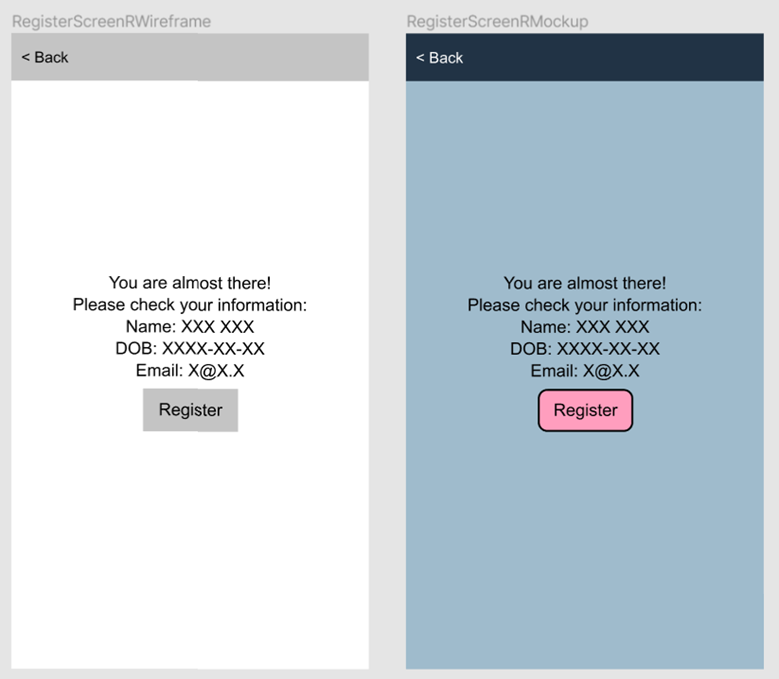 RegisterScreenRWireframe
< Back
You are almost there!
Please check your information:
Name: XXX XXX
DOB: XXXX-XX-XX
Email: X@X.X
Register
RegisterScreenRMockup
< Back
You are almost there!
Please check your information:
Name: XXX XXX
DOB: XXXX-XX-XX
Email: X@X.X
Register